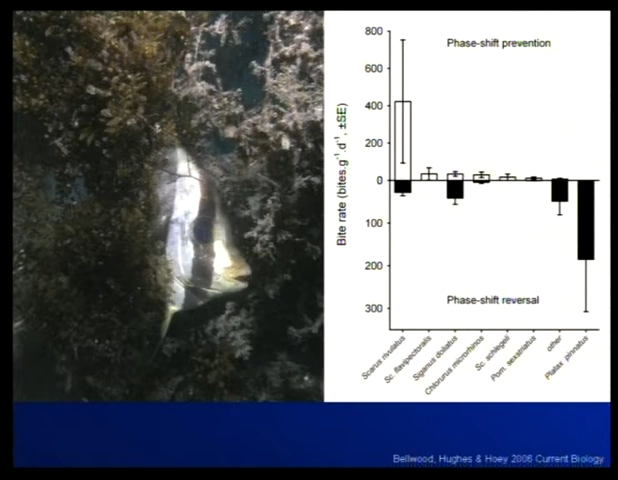 800
Phase-shift prevention
600
400
200
0
100
200
Phase-shift reversal
300
Bite rate (bites.g-1.d-1, ±SE)
Scarus rivulatus
Sc. flavipectoralis
Siganus doliatus
Chlorurus microrhinos
Sc. schlegeli
Pom. sexstriatus
other
Platax pinnatus
Bellwood, Hughes & Hoey 2006 Current Biology